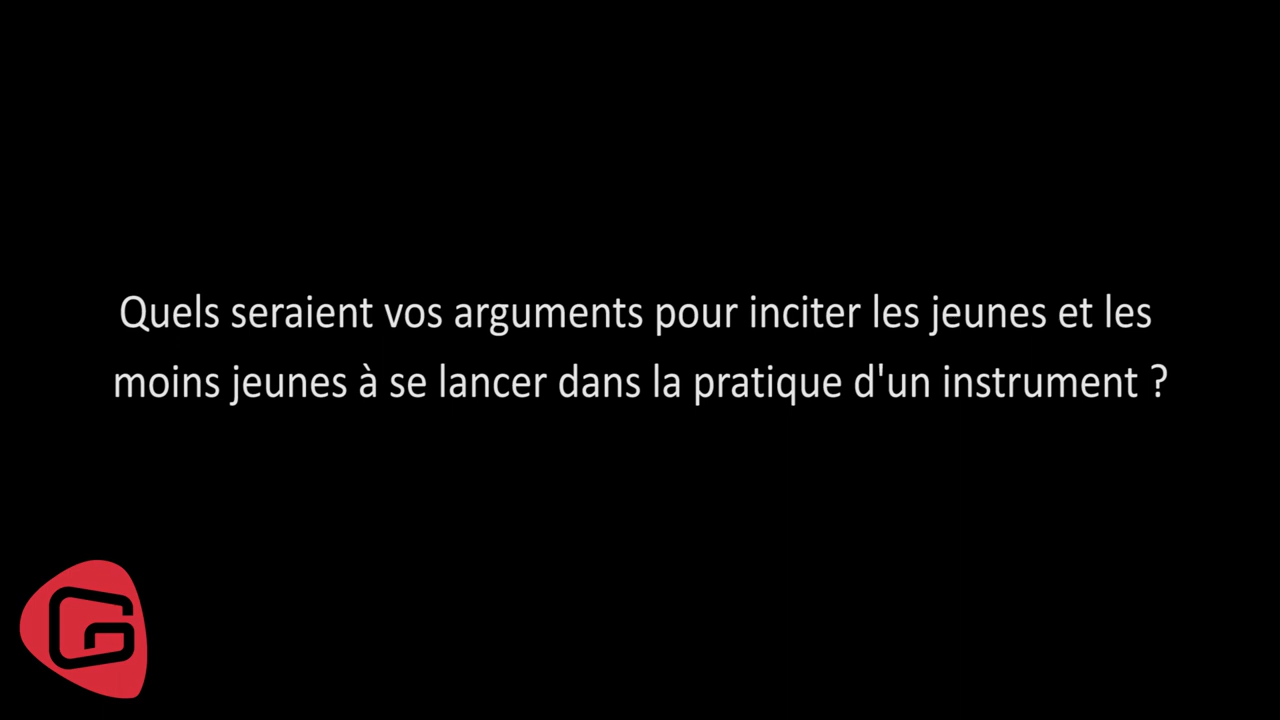 Quels seraient vos arguments pour inciter les jeunes et les
moins jeunes à se lancer dans la pratique d'un instrument ?
G